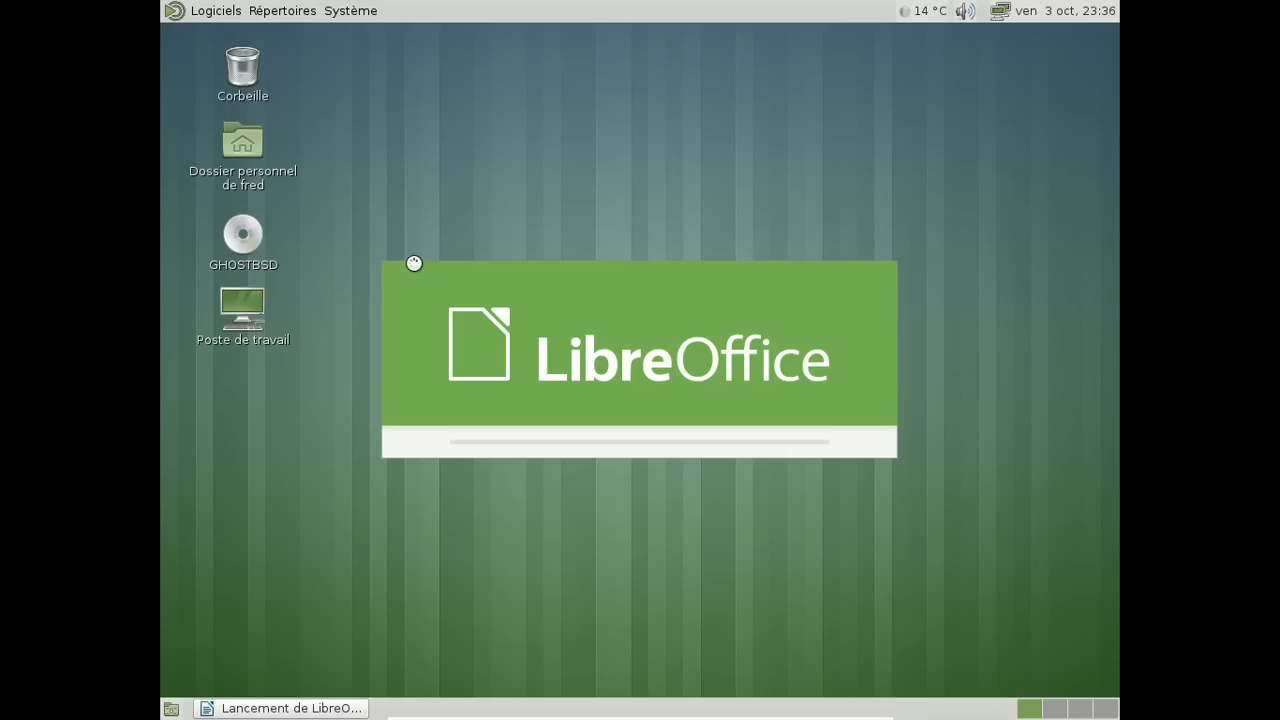 Logiciels Répertoires Système
14 °C
ven 3 oct, 23:36
Corbeille
Dossier personnel
de fred
GHOSTBSD
Poste de travail
LibreOffice
Lancement de LibreO...